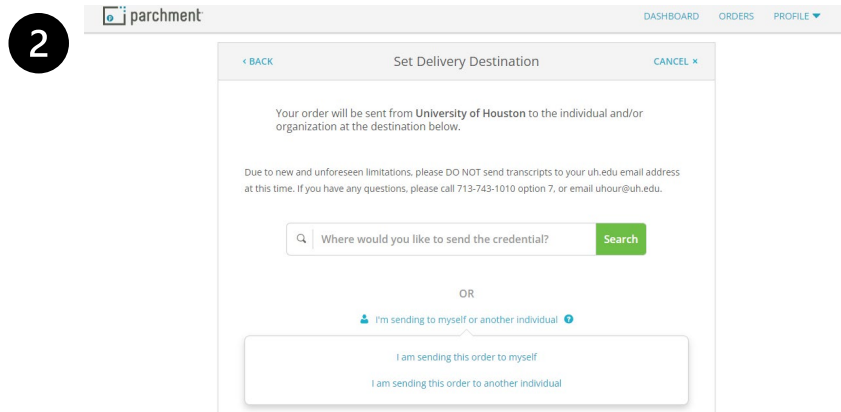 2
parchment
DASHBOARD ORDERS PROFILE
‹ BACK Set Delivery Destination CANCEL ×
Your order will be sent from University of Houston to the individual and/or
organization at the destination below.
Due to new and unforeseen limitations, please DO NOT send transcripts to your uh.edu email address
at this time. If you have any questions, please call 713-743-1010 option 7, or email uhour@uh.edu.
Where would you like to send the credential? Search
OR
I'm sending to myself or another individual ?
I am sending this order to myself
I am sending this order to another individual